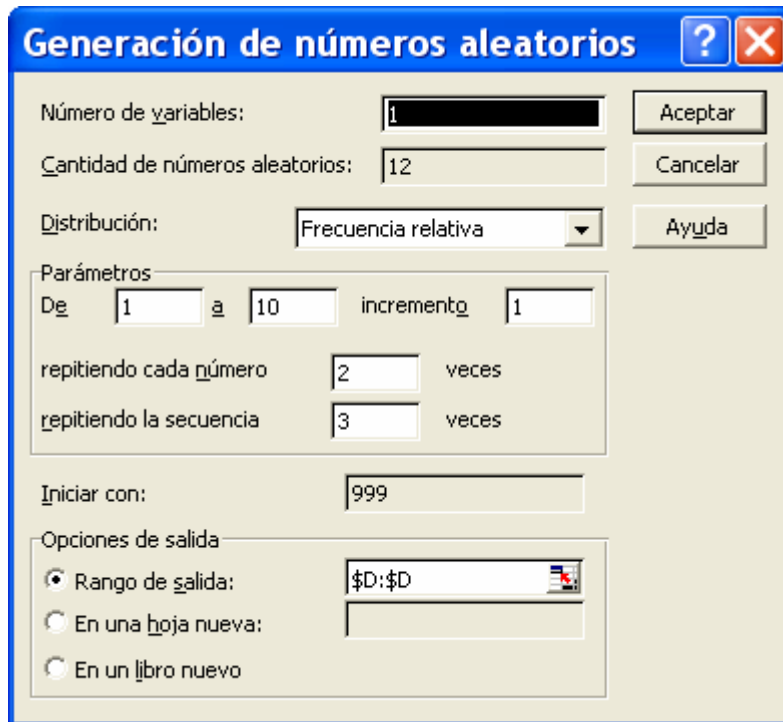 Generación de números aleatorios
Número de variables: 1 Aceptar
Cantidad de números aleatorios: 12 Cancelar
Distribución: Frecuencia relativa Ayuda
Parámetros
De 1 a 10 incremento 1
repitiendo cada número 2 veces
repitiendo la secuencia 3 veces
Iniciar con: 999
Opciones de salida
Rango de salida: $D:$D
En una hoja nueva:
En un libro nuevo